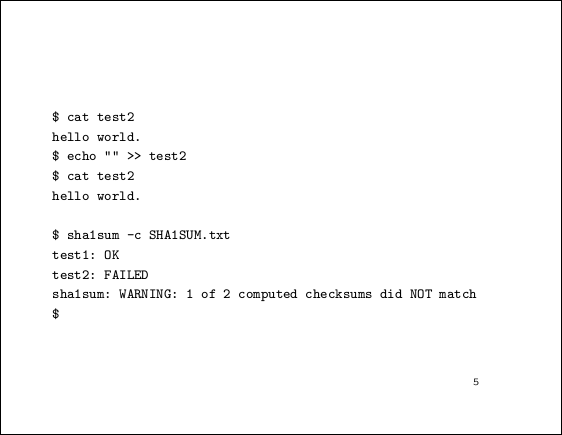 $ cat test2
hello world.
$ echo "" >> test2
$ cat test2
hello world.
$ sha1sum -c SHA1SUM.txt
test1: OK
test2: FAILED
sha1sum: WARNING: 1 of 2 computed checksums did NOT match
$
5